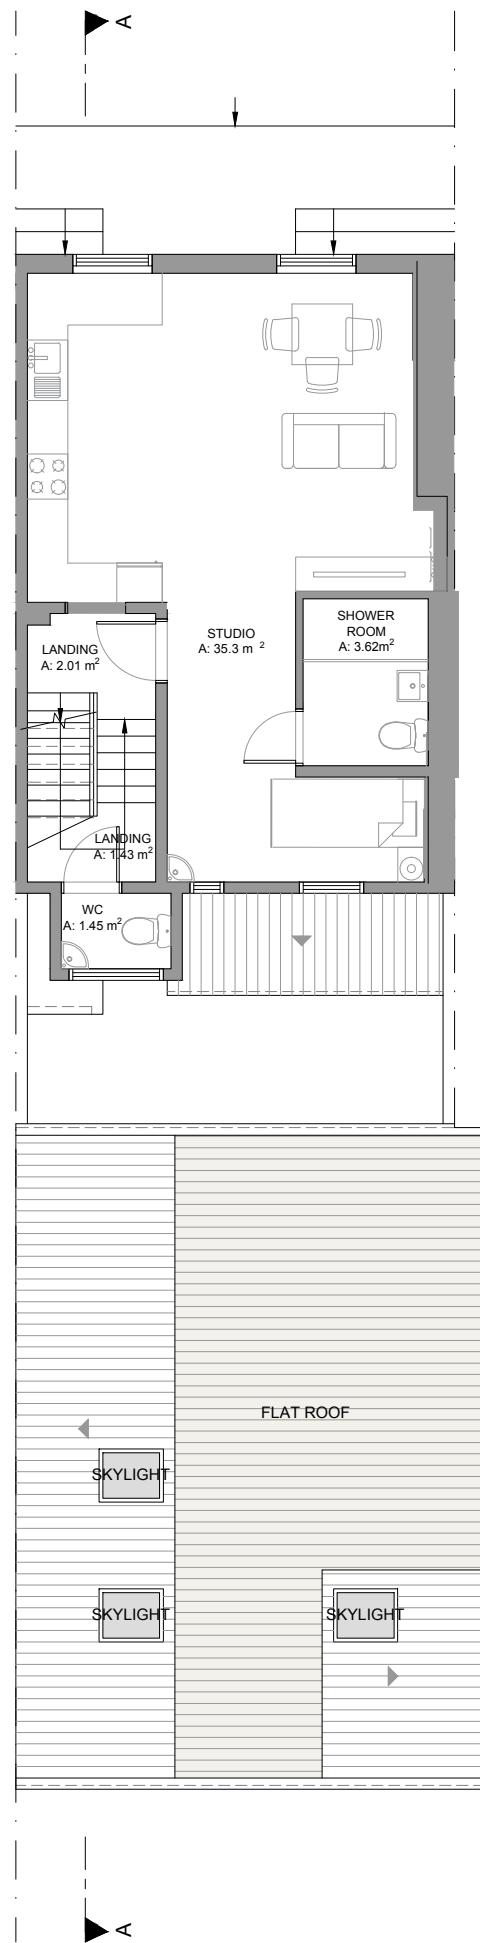 A
STUDIO
A: 35.3 m 2
SHOWER
ROOM
A: 3.62m2
LANDING
A: 2.01 m2
LANDING
A: 1.43 m2
WC
A: 1.45 m2
FLAT ROOF
SKYLIGHT
SKYLIGHT
SKYLIGHT
A